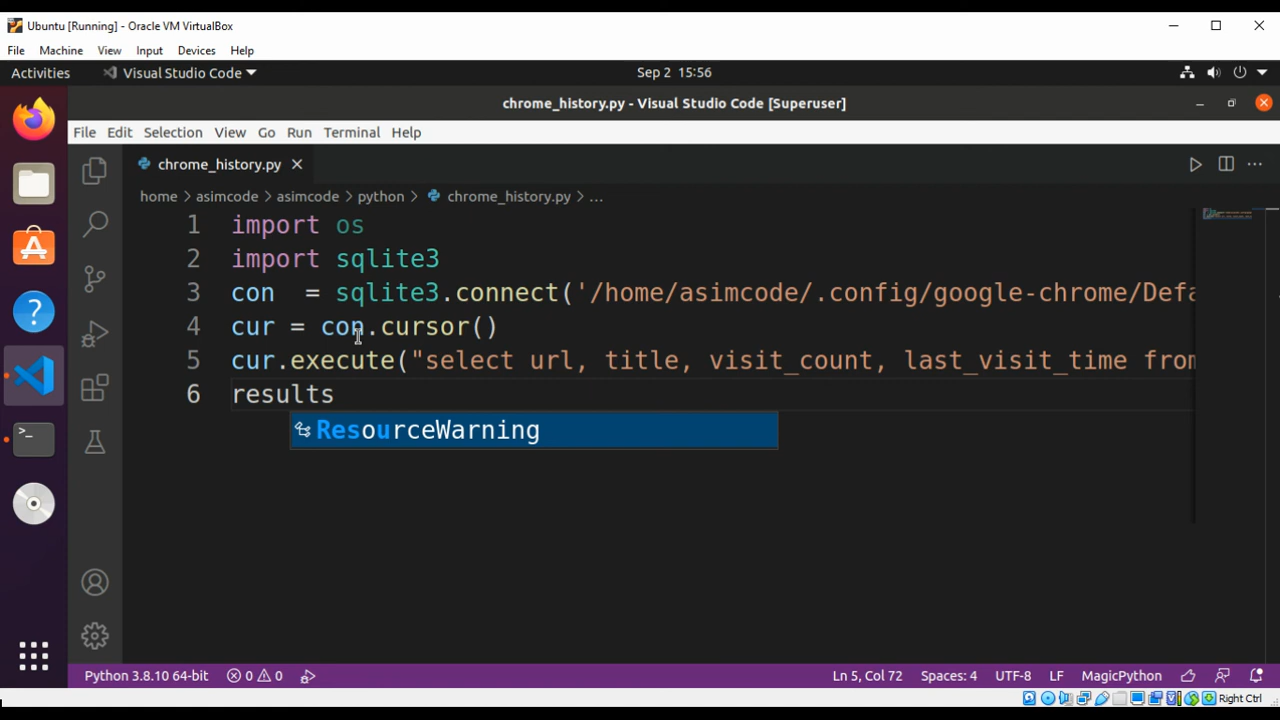 Ubuntu [Running] - Oracle VM VirtualBox
File Machine View Input Devices Help
Activities Visual Studio Code Sep 2 15:56
chrome_history.py - Visual Studio Code [Superuser]
File Edit Selection View Go Run Terminal Help
chrome_history.py
home > asimcode > asimcode > python > chrome_history.py > ...
1 import os
2 import sqlite3
3 con  = sqlite3.connect('/home/asimcode/.config/google-chrome/Defa
4 cur = con.cursor()
5 cur.execute("select url, title, visit_count, last_visit_time from
6 results
ResourceWarning
Python 3.8.10 64-bit 0 0 Ln 5, Col 72 Spaces: 4 UTF-8 LF MagicPython
Right Ctrl